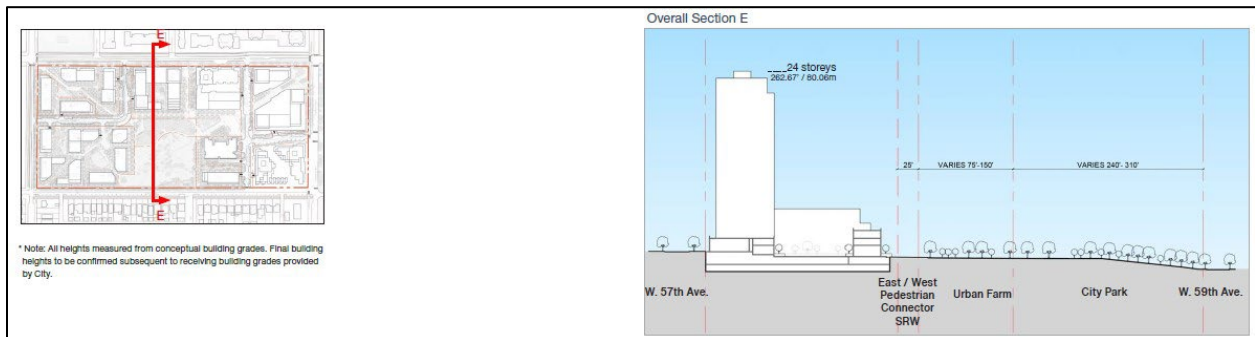 Overall Section E
E
E
* Note: All heights measured from conceptual building grades. Final building
heights to be confirmed subsequent to receiving building grades provided
by City.
24 storeys
262.67' / 80.06m
25'
VARIES 75'-150'
VARIES 240'- 310'
W. 57th Ave.
East / West
Pedestrian
Connector
SRW
Urban Farm
City Park
W. 59th Ave.